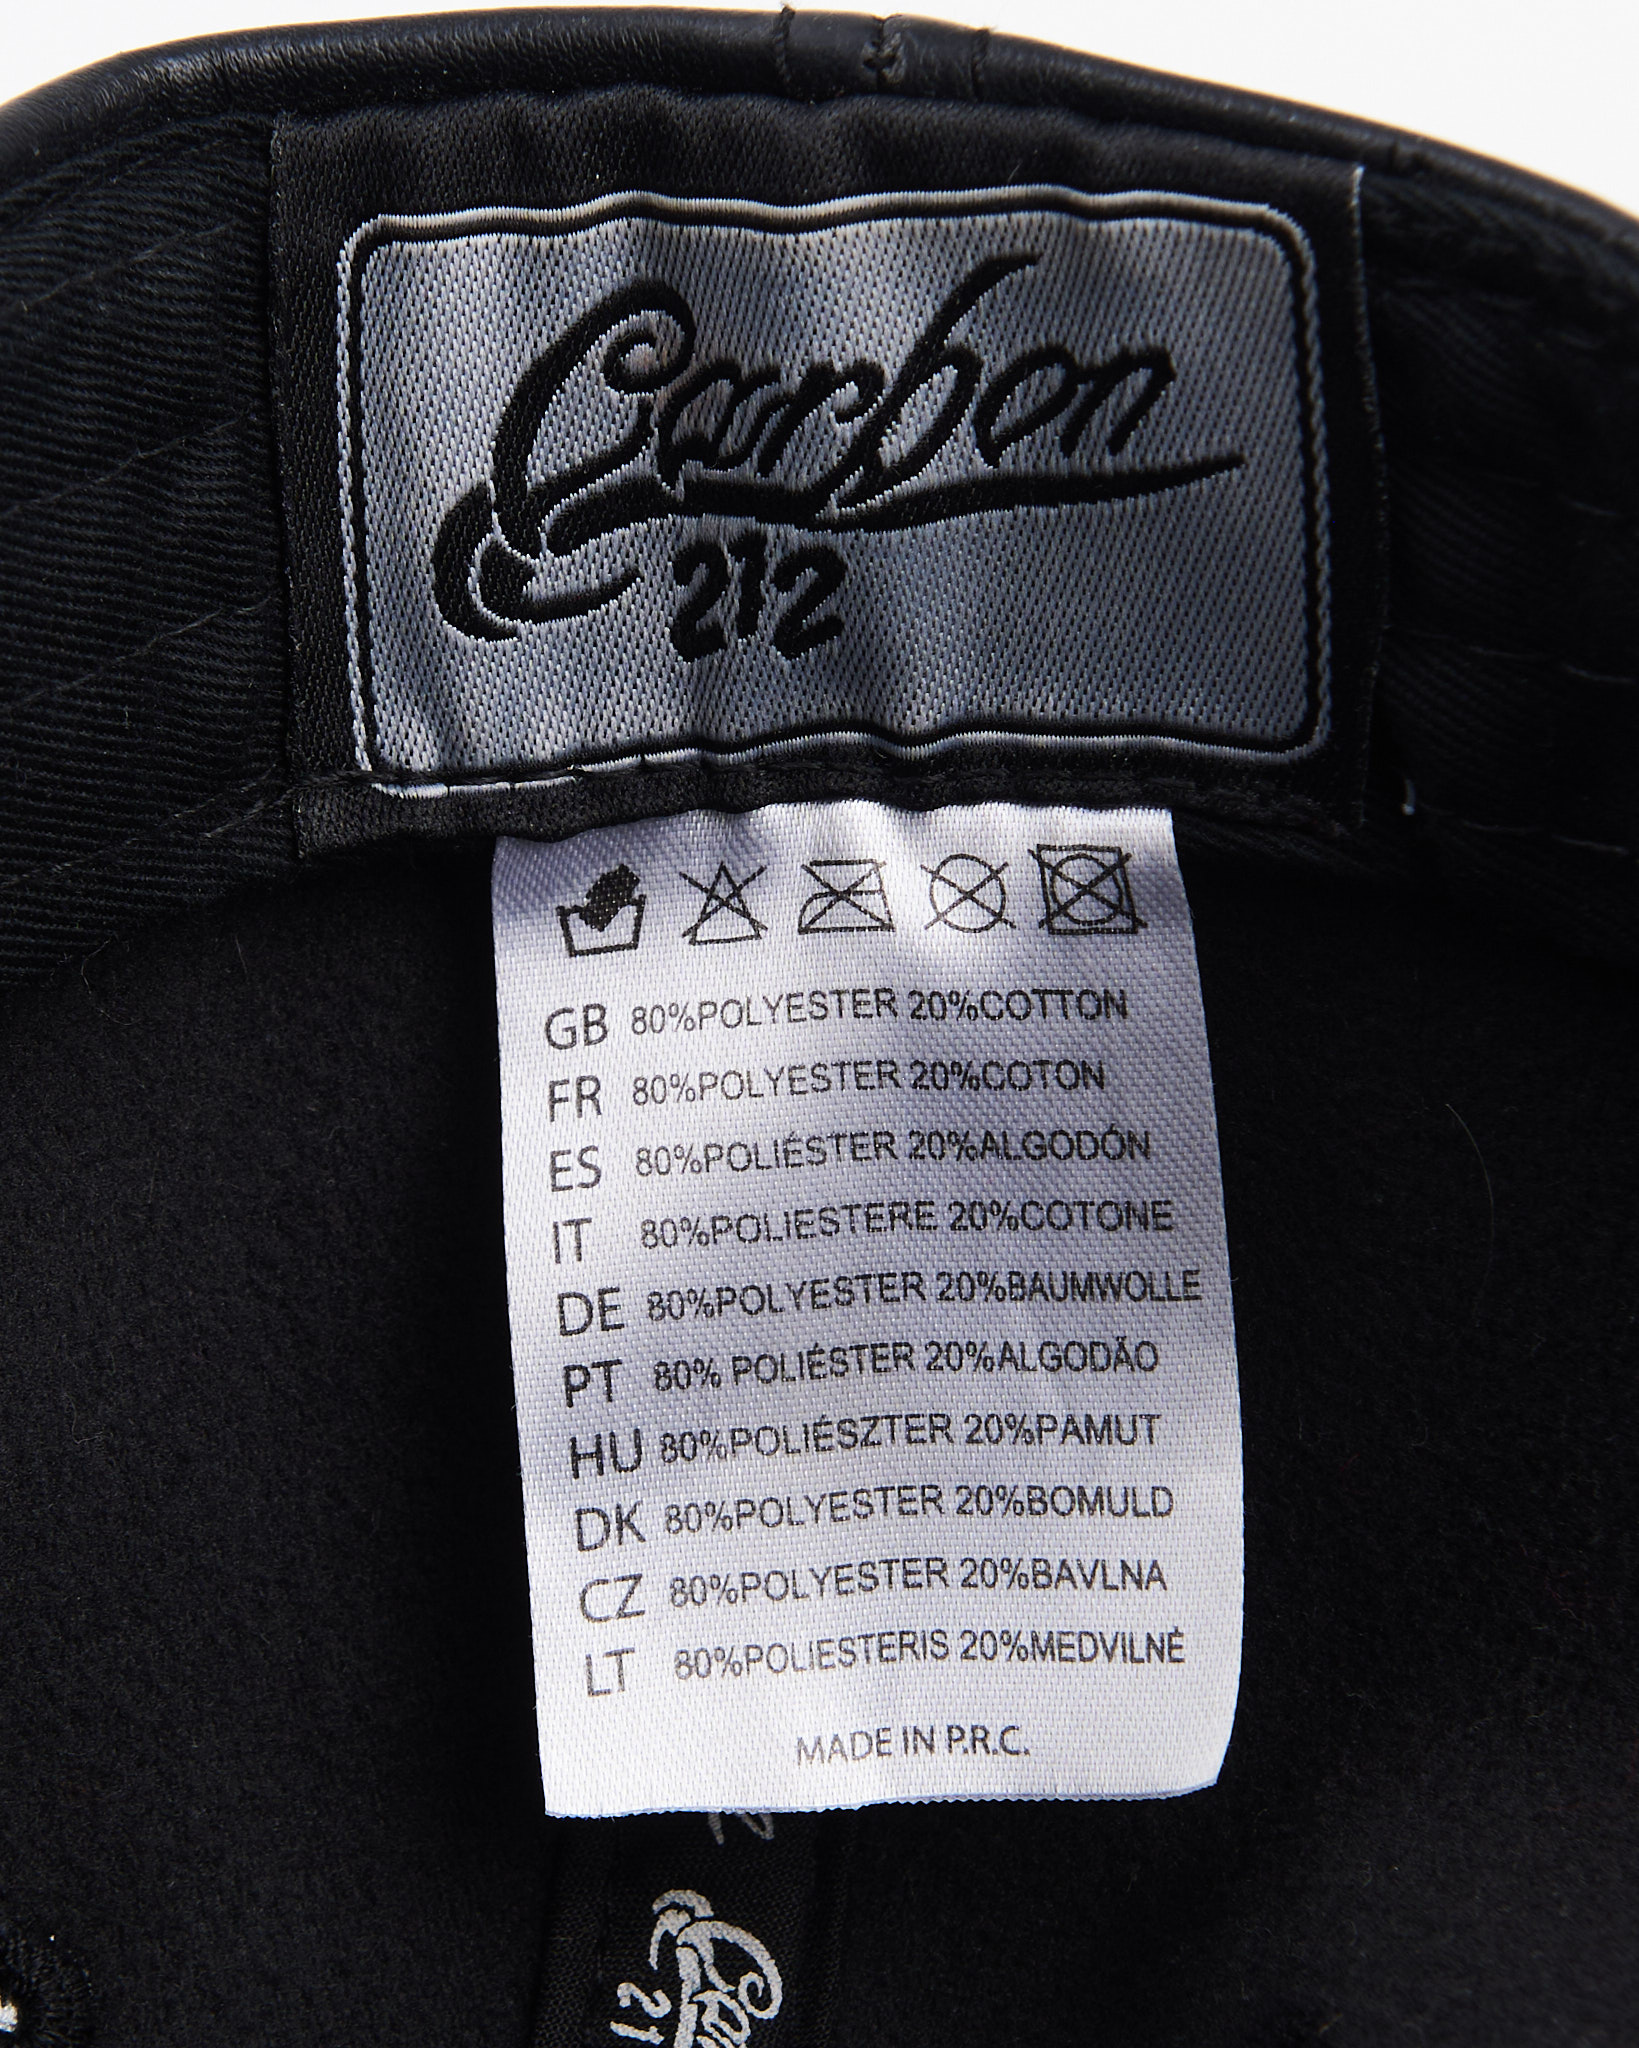 Carbon
212
GB 80%POLYESTER 20%COTTON
FR 80%POLYESTER 20%COTON
ES 80%POLIÉSTER 20%ALGODÓN
IT 80%POLIESTERE 20%COTONE
DE 80%POLYESTER 20%BAUMWOLLE
PT 80% POLIÉSTER 20%ALGODÃO
HU 80%POLIÉSZTER 20%PAMUT
DK 80%POLYESTER 20%BOMULD
CZ 80%POLYESTER 20%BAVLNA
LT 80%POLIESTERIS 20%MEDVILNĖ
MADE IN P.R.C.